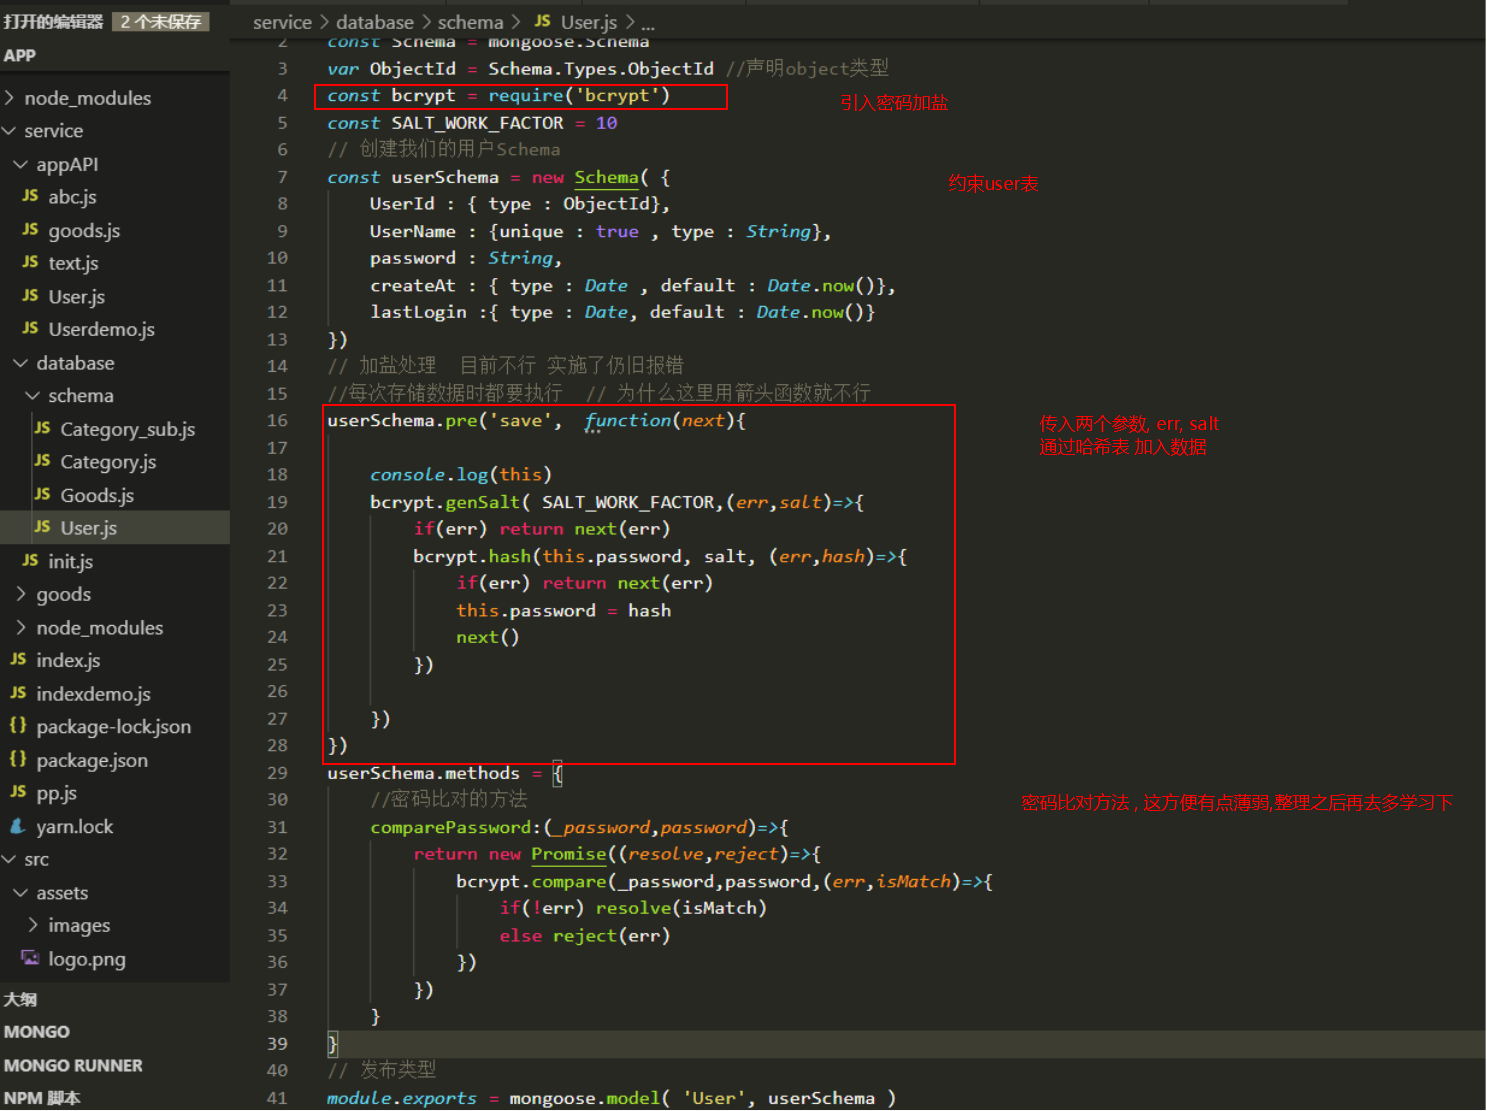 打开的编辑器 2 个未保存
APP
node_modules
service
appAPI
JS abc.js
JS goods.js
JS text.js
JS User.js
JS Userdemo.js
database
schema
JS Category_sub.js
JS Category.js
JS Goods.js
JS User.js
JS init.js
goods
node_modules
JS index.js
JS indexdemo.js
{} package-lock.json
{} package.json
JS pp.js
yarn.lock
src
assets
images
logo.png
大纲
MONGO
MONGO RUNNER
NPM 脚本
service > database > schema > JS User.js > ...
2 const Schema = mongoose.Schema
3 var ObjectId = Schema.Types.ObjectId //声明object类型
4 const bcrypt = require('bcrypt')
引入密码加盐
5 const SALT_WORK_FACTOR = 10
6 // 创建我们的用户Schema
7 const userSchema = new Schema( {
约束user表
8 UserId : { type : ObjectId},
9 UserName : {unique : true , type : String},
10 password : String,
11 createAt : { type : Date , default : Date.now()},
12 lastLogin :{ type : Date, default : Date.now()}
13 })
14 // 加盐处理  目前不行 实施了仍旧报错
15 //每次存储数据时都要执行  // 为什么这里用箭头函数就不行
16 userSchema.pre('save',  function(next){
传入两个参数, err, salt
通过哈希表 加入数据
17
18 console.log(this)
19 bcrypt.genSalt( SALT_WORK_FACTOR,(err,salt)=>{
20 if(err) return next(err)
21 bcrypt.hash(this.password, salt, (err,hash)=>{
22 if(err) return next(err)
23 this.password = hash
24 next()
25 })
26
27 })
28 })
29 userSchema.methods = {
30 //密码比对的方法
密码比对方法 , 这方便有点薄弱,整理之后再去多学习下
31 comparePassword:(_password,password)=>{
32 return new Promise((resolve,reject)=>{
33 bcrypt.compare(_password,password,(err,isMatch)=>{
34 if(!err) resolve(isMatch)
35 else reject(err)
36 })
37 })
38 }
39 }
40 // 发布类型
41 module.exports = mongoose.model( 'User', userSchema )